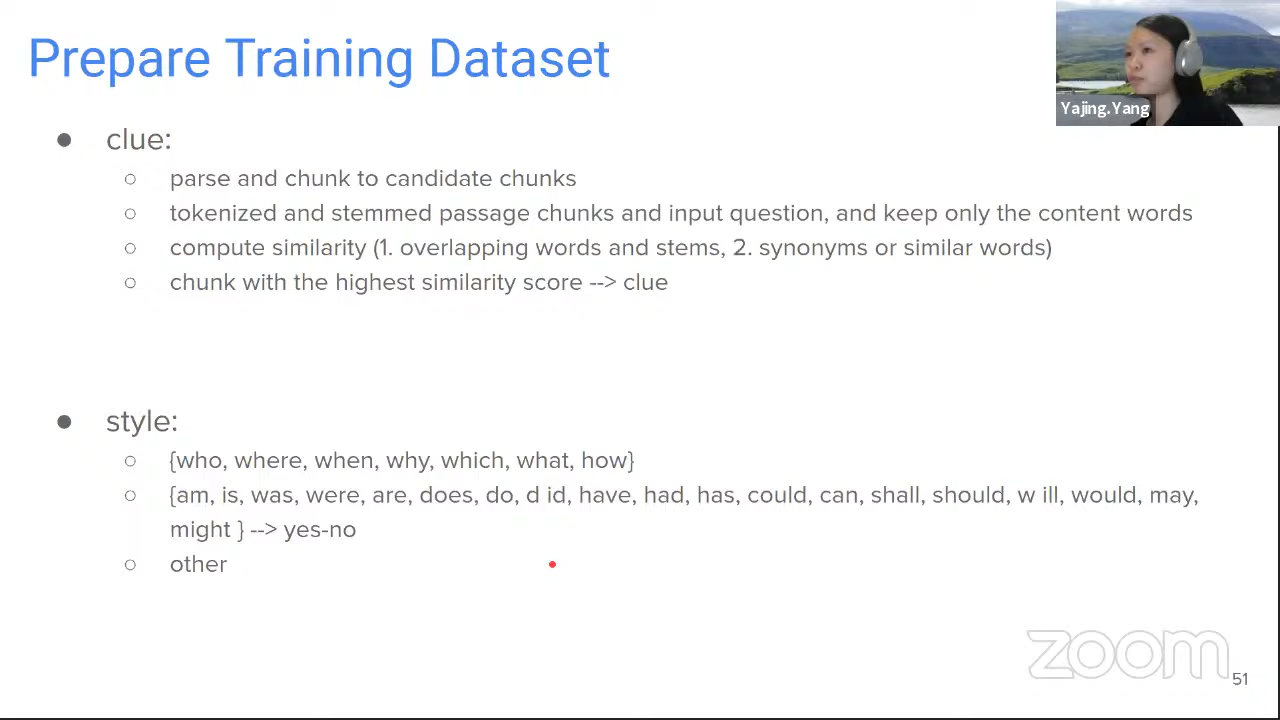 Prepare Training Dataset
Yajing.Yang
● clue:
○ parse and chunk to candidate chunks
○ tokenized and stemmed passage chunks and input question, and keep only the content words
○ compute similarity (1. overlapping words and stems, 2. synonyms or similar words)
○ chunk with the highest similarity score --> clue
● style:
○ {who, where, when, why, which, what, how}
○ {am, is, was, were, are, does, do, d id, have, had, has, could, can, shall, should, w ill, would, may,
might } --> yes-no
○ other
zoom
51